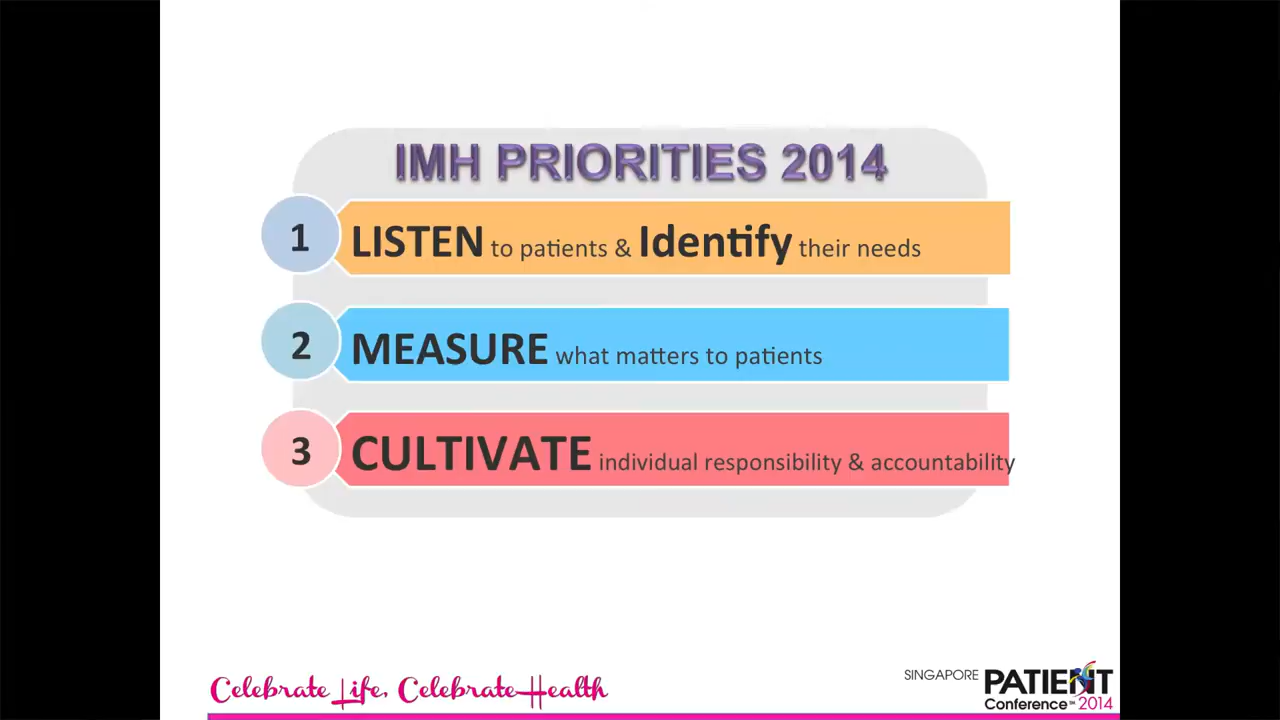 IMH PRIORITIES 2014
1 LISTEN to patients & Identify their needs
2 MEASURE what matters to patients
3 CULTIVATE individual responsibility & accountability
Celebrate Life, Celebrate Health
SINGAPORE PATIENT
Conference SM 2014